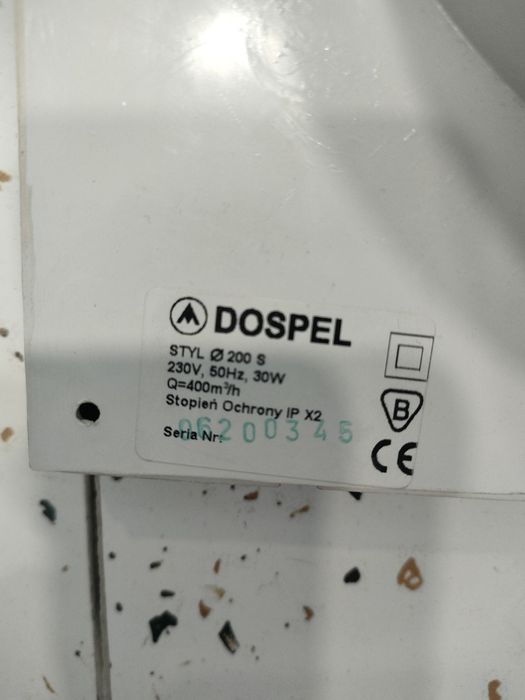 DOSPEL
STYL Ø 200 S
230V, 50Hz, 30W
Q=400m³/h
Stopień Ochrony IP X2
Seria Nr: 06200345
B
CE